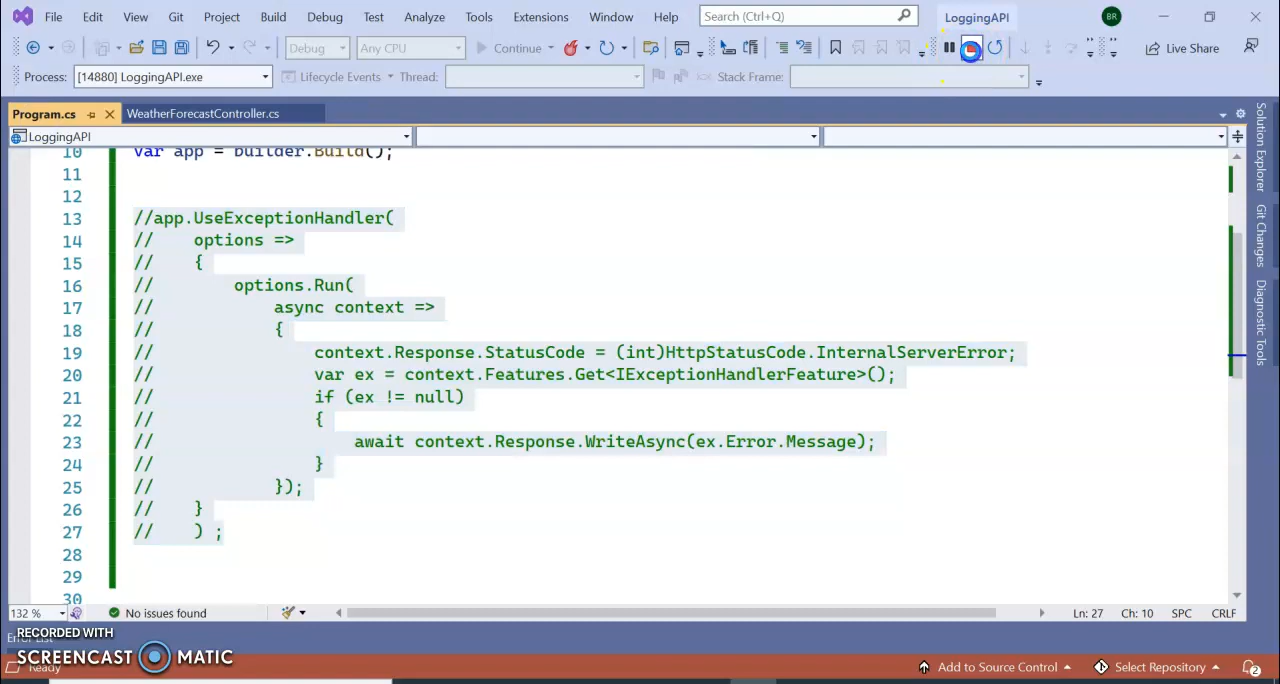 File Edit View Git Project Build Debug Test Analyze Tools Extensions Window Help Search (Ctrl+Q) LoggingAPI BR
Debug Any CPU Continue Live Share
Process: [14880] LoggingAPI.exe Lifecycle Events Thread: Stack Frame:
Program.cs WeatherForecastController.cs
LoggingAPI
10 var app = builder.Build();
11
12
13 //app.UseExceptionHandler(
14 // options =>
15 // {
16 // options.Run(
17 // async context =>
18 // {
19 // context.Response.StatusCode = (int)HttpStatusCode.InternalServerError;
20 // var ex = context.Features.Get<IExceptionHandlerFeature>();
21 // if (ex != null)
22 // {
23 // await context.Response.WriteAsync(ex.Error.Message);
24 // }
25 // });
26 // }
27 // ) ;
28
29
30
Solution Explorer
Git Changes
Diagnostic Tools
132 % No issues found Ln: 27 Ch: 10 SPC CRLF
Error List
RECORDED WITH
SCREENCAST MATIC
Ready Add to Source Control Select Repository 2